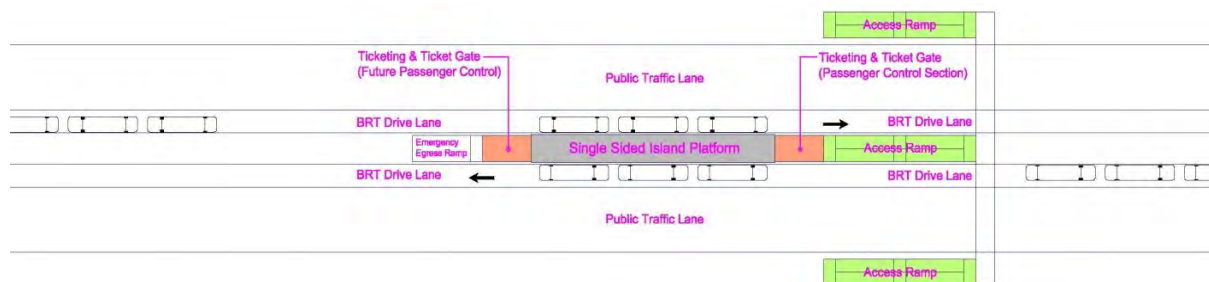 Access Ramp
Ticketing & Ticket Gate
(Future Passenger Control)
Public Traffic Lane
Ticketing & Ticket Gate
(Passenger Control Section)
BRT Drive Lane
BRT Drive Lane
Emergency
Egress Ramp
Single Sided Island Platform
Access Ramp
BRT Drive Lane
BRT Drive Lane
Public Traffic Lane
Access Ramp